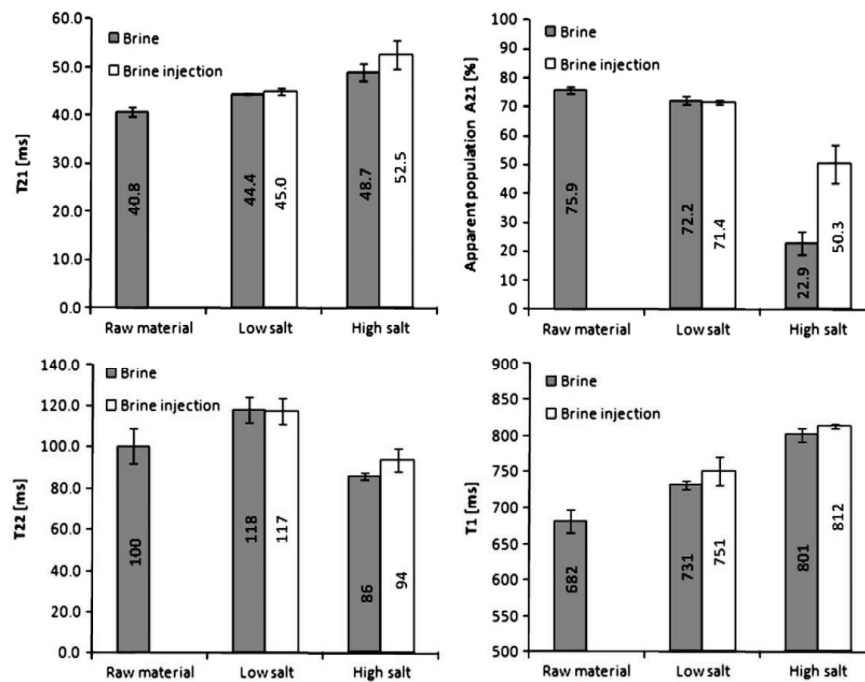 60.0
50.0
40.0
30.0
20.0
10.0
0.0
T21 [ms]
Brine
Brine injection
40.8
44.4
45.0
48.7
52.5
Raw material
Low salt
High salt
100
90
80
70
60
50
40
30
20
10
0
Apparent population A21 [%]
Brine
Brine injection
75.9
72.2
71.4
22.9
50.3
Raw material
Low salt
High salt
140.0
120.0
100.0
80.0
60.0
40.0
20.0
0.0
T22 [ms]
Brine
Brine injection
100
118
117
86
94
Raw material
Low salt
High salt
900
850
800
750
700
650
600
550
500
T1 [ms]
Brine
Brine injection
682
731
751
801
812
Raw material
Low salt
High salt